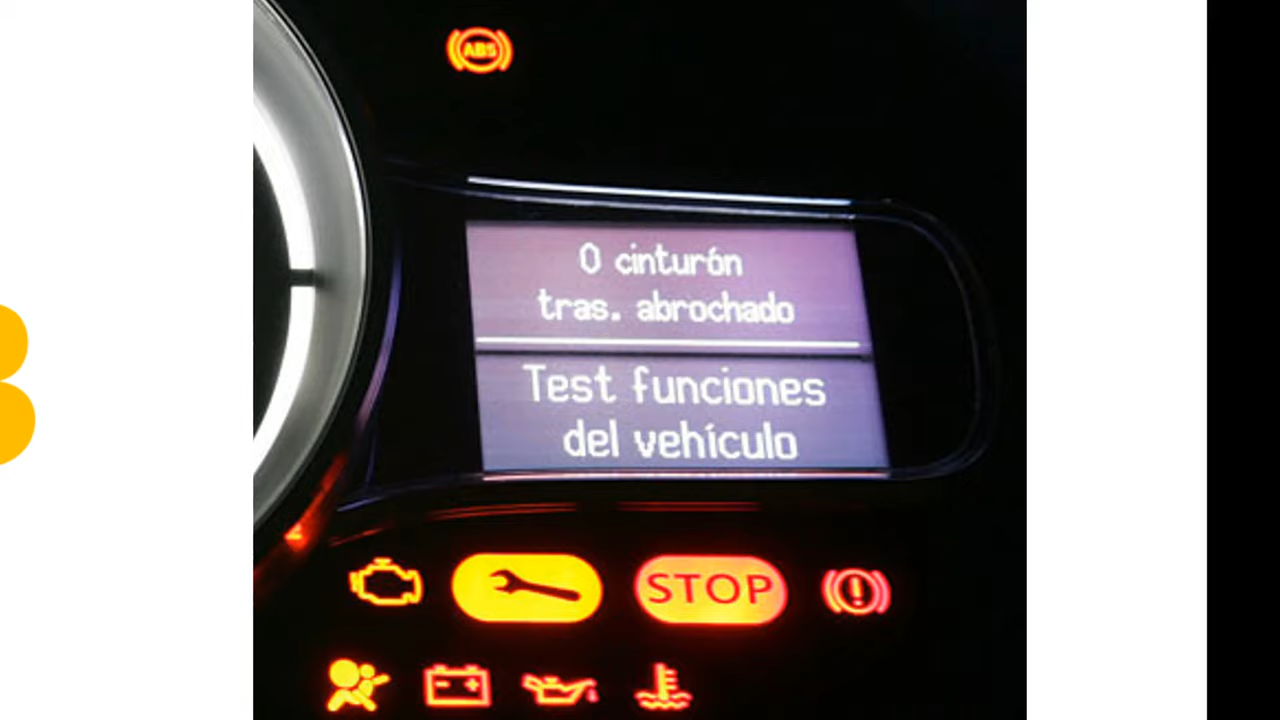 ABS
0 cinturón
tras. abrochado
Test funciones
del vehículo
STOP